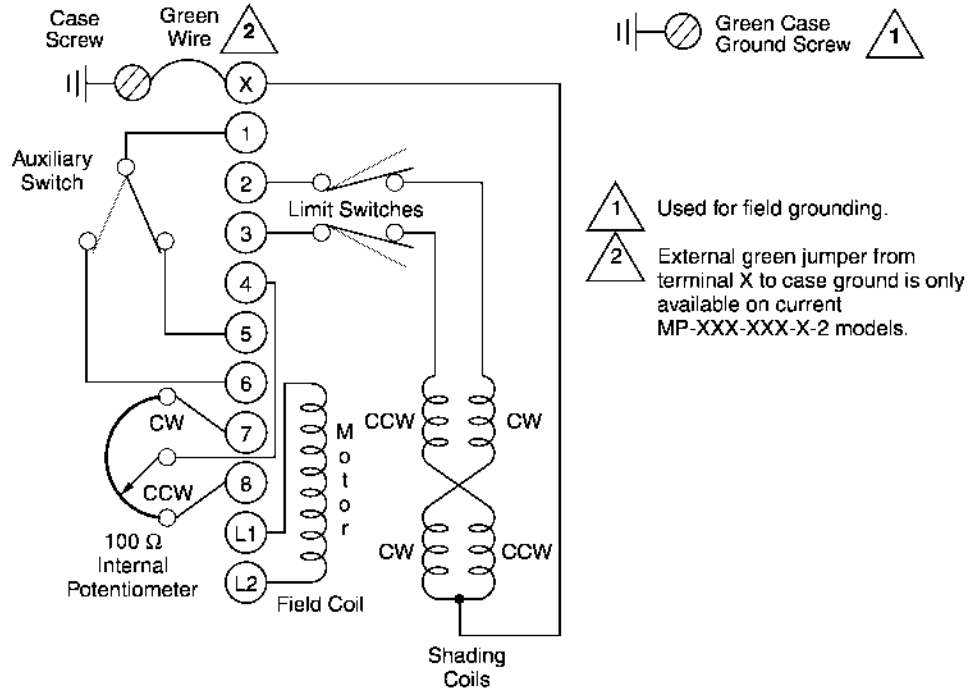 Case
Screw
Green
Wire
2
Green Case
Ground Screw
1
X
1
Auxiliary
Switch
2
Limit Switches
3
4
5
6
CW
7
CCW
8
L1
L2
100 Ω
Internal
Potentiometer
Motor
Field Coil
CCW
CW
CW
CCW
Shading
Coils
1
Used for field grounding.
2
External green jumper from
terminal X to case ground is only
available on current
MP-XXX-XXX-X-2 models.